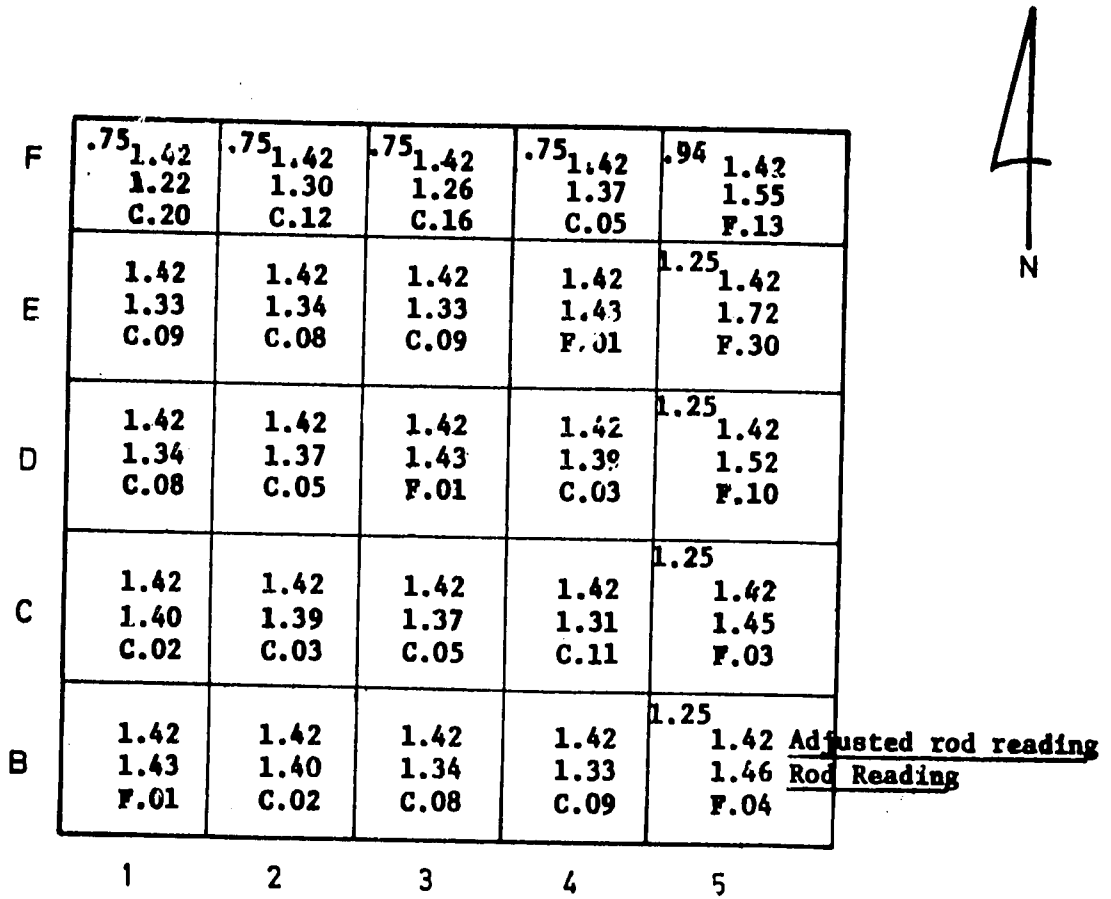 F .75 1.42 .75 1.42 .75 1.42 .75 1.42 .94 1.42
1.22 1.30 1.26 1.37 1.55
C.20 C.12 C.16 C.05 F.13
N
1.42 1.42 1.42 1.42 1.25 1.42
E 1.33 1.34 1.33 1.43 1.72
C.09 C.08 C.09 F.01 F.30
1.42 1.42 1.42 1.42 1.25 1.42
D 1.34 1.37 1.43 1.39 1.52
C.08 C.05 F.01 C.03 F.10
1.25
1.42 1.42 1.42 1.42 1.42
C 1.40 1.39 1.37 1.31 1.45
C.02 C.03 C.05 C.11 F.03
1.25
1.42 1.42 1.42 1.42 1.42 Adjusted rod reading
B 1.43 1.40 1.34 1.33 1.46 Rod Reading
F.01 C.02 C.08 C.09 F.04
1 2 3 4 5